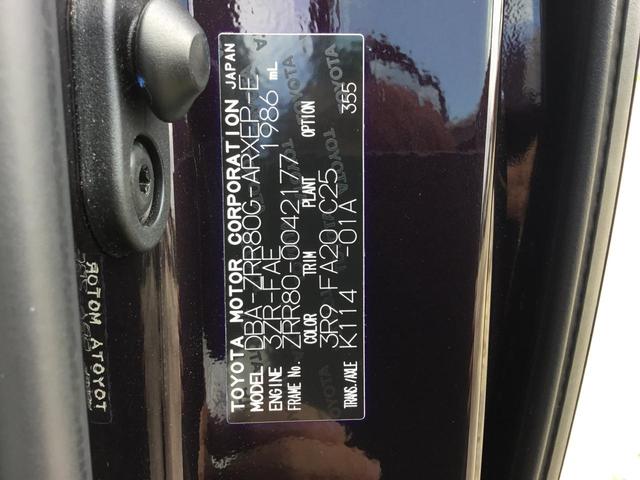 TOYOTA MOTOR CORPORATION JAPAN
MODEL DBA-ZRR80G-ARXEP-E
ENGINE 3ZR-FAE 1986 mL
FRAME No. ZRR80-0042177
COLOR TRIM PLANT OPTION
3R9 FA20 C25
TRANS./AXLE K114 -01A 355
TOYOTA MOTOR